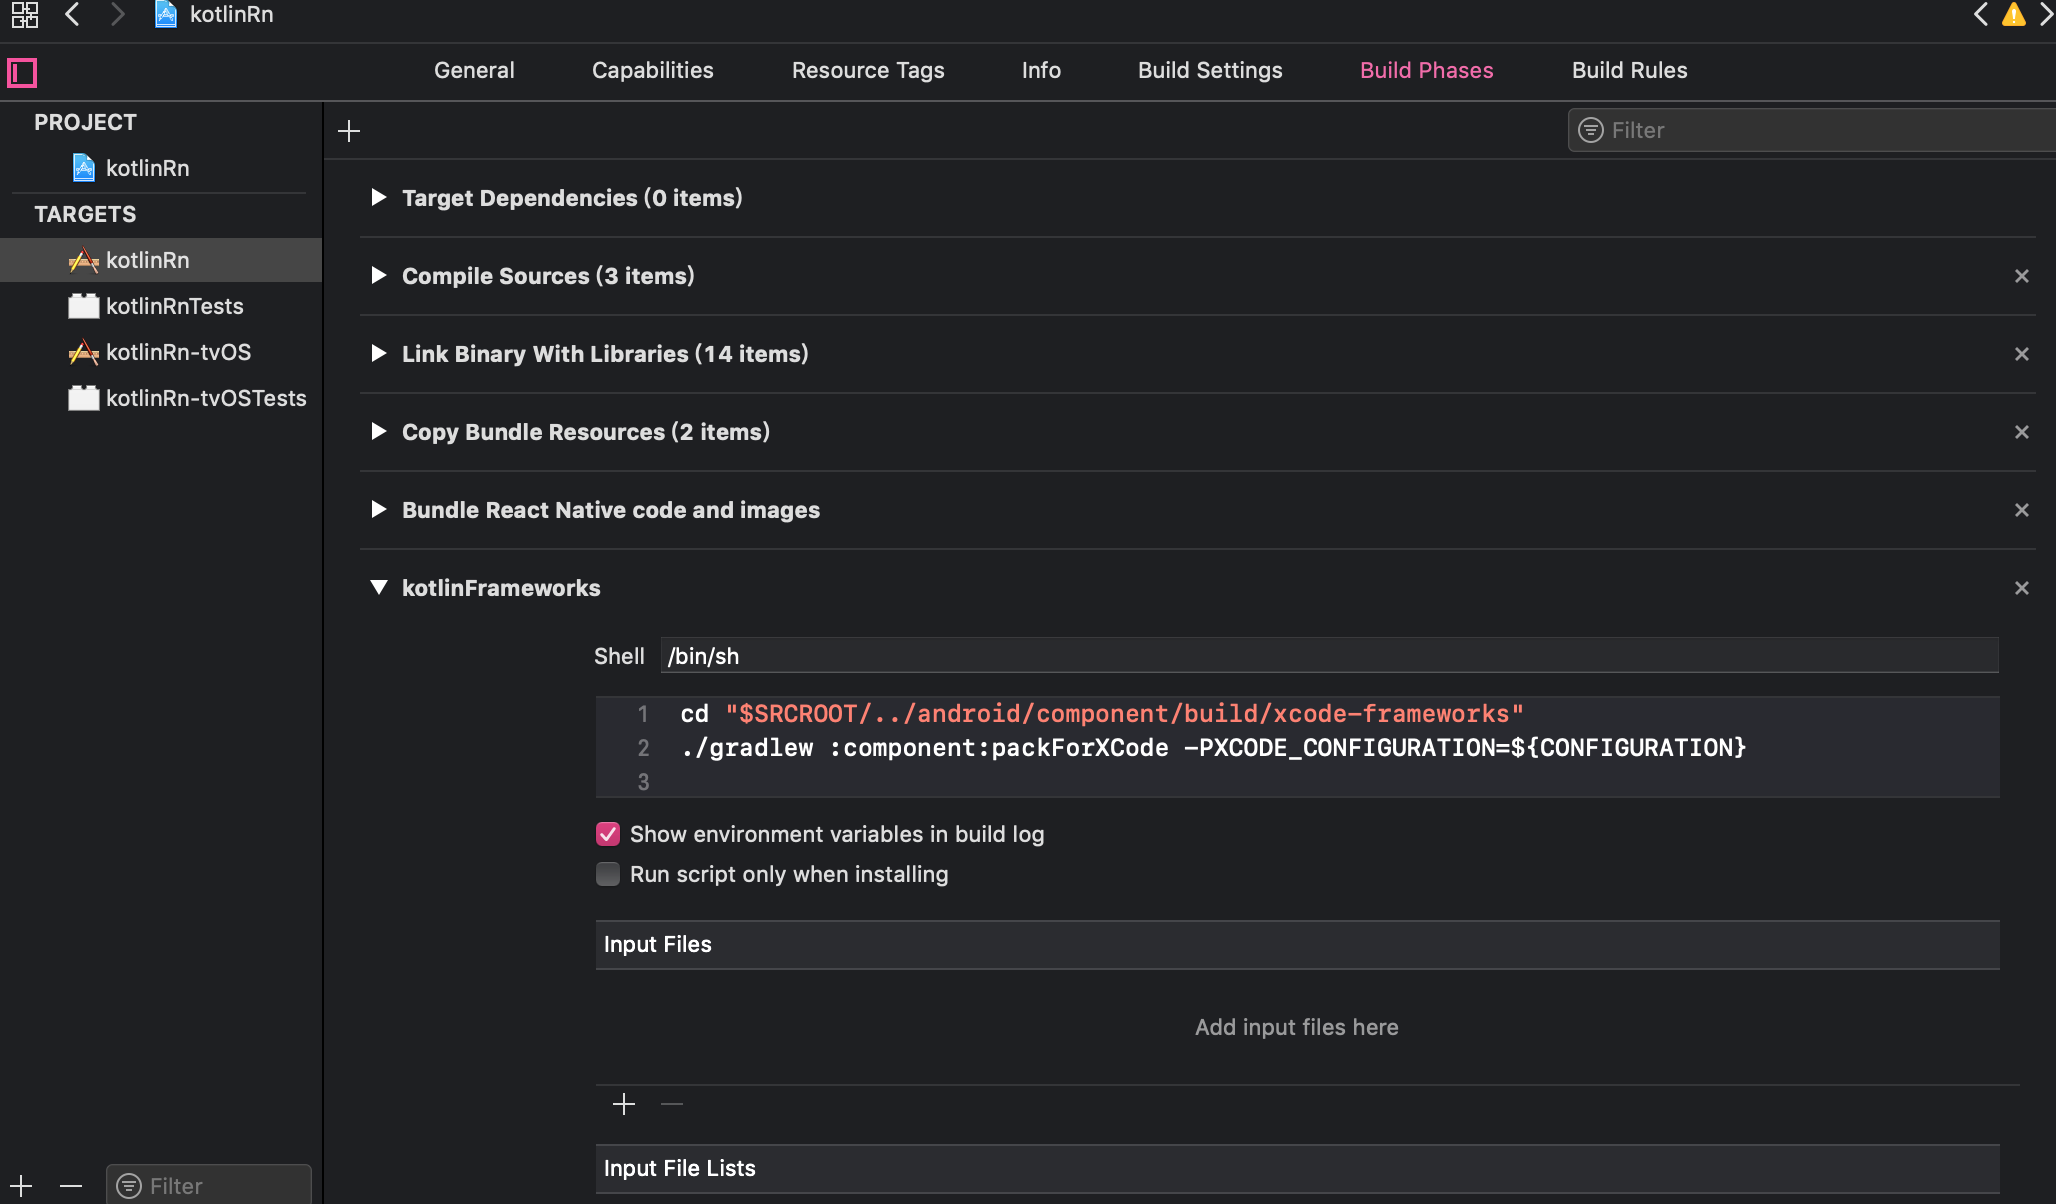 kotlinRn
General Capabilities Resource Tags Info Build Settings Build Phases Build Rules
PROJECT
kotlinRn
TARGETS
kotlinRn
kotlinRnTests
kotlinRn-tvOS
kotlinRn-tvOSTests
Filter
Filter
Target Dependencies (0 items)
Compile Sources (3 items)
Link Binary With Libraries (14 items)
Copy Bundle Resources (2 items)
Bundle React Native code and images
kotlinFrameworks
Shell /bin/sh
1 cd "$SRCROOT/../android/component/build/xcode-frameworks"
2 ./gradlew :component:packForXCode -PXCODE_CONFIGURATION=${CONFIGURATION}
3
Show environment variables in build log
Run script only when installing
Input Files
Add input files here
Input File Lists